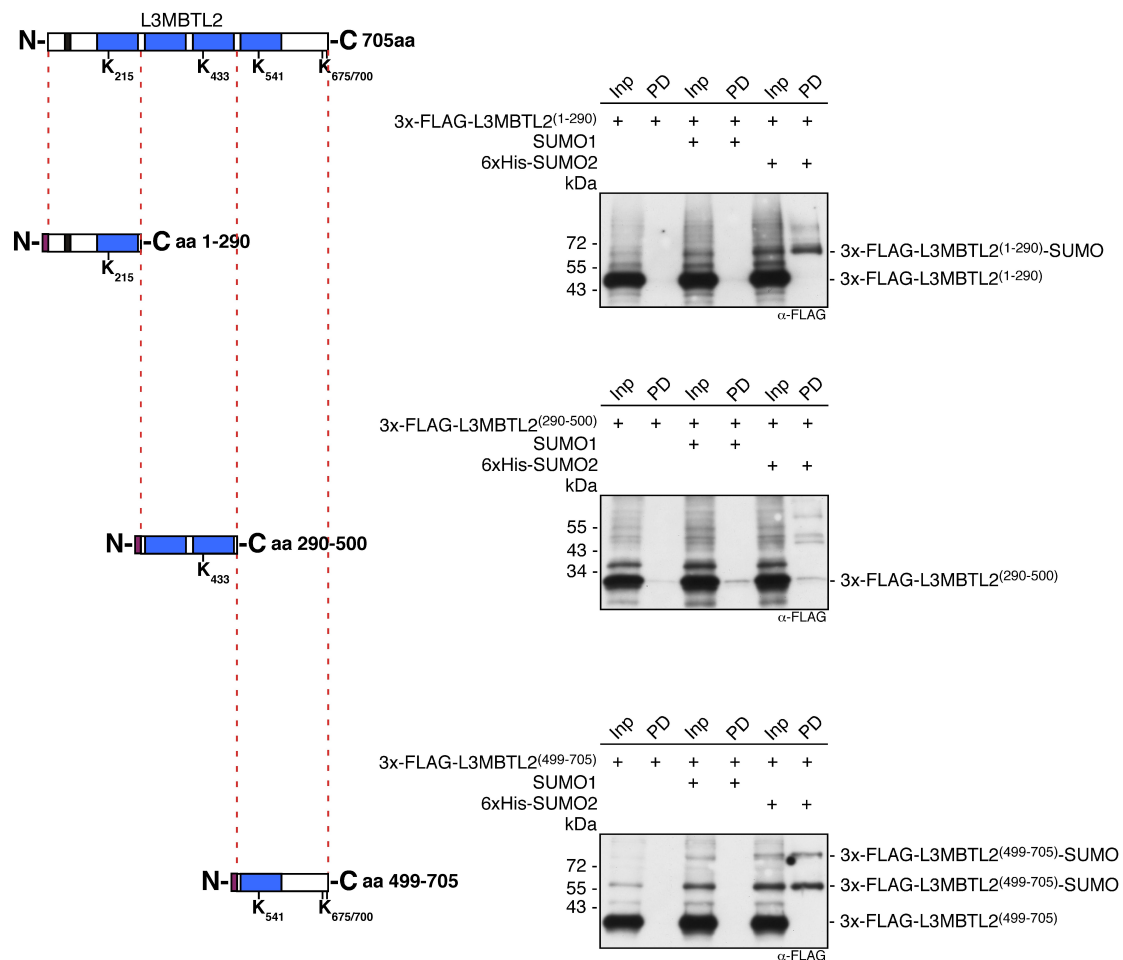 L3MBTL2
N- -C 705aa
K215 K433 K541 K675/700
N- -C aa 1-290
K215
N- -C aa 290-500
K433
N- -C aa 499-705
K541 K675/700
Inp PD Inp PD Inp PD
3x-FLAG-L3MBTL2(1-290) + + + + + +
SUMO1 + +
6xHis-SUMO2 + +
kDa
72 - - 3x-FLAG-L3MBTL2(1-290)-SUMO
55 -
43 - - 3x-FLAG-L3MBTL2(1-290)
α-FLAG
Inp PD Inp PD Inp PD
3x-FLAG-L3MBTL2(290-500) + + + + + +
SUMO1 + +
6xHis-SUMO2 + +
kDa
55 -
43 -
34 - - 3x-FLAG-L3MBTL2(290-500)
α-FLAG
Inp PD Inp PD Inp PD
3x-FLAG-L3MBTL2(499-705) + + + + + +
SUMO1 + +
6xHis-SUMO2 + +
kDa
72 - - 3x-FLAG-L3MBTL2(499-705)-SUMO
55 - - 3x-FLAG-L3MBTL2(499-705)-SUMO
43 - - 3x-FLAG-L3MBTL2(499-705)
α-FLAG